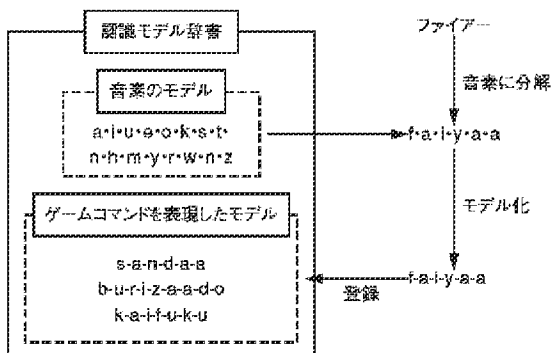 認識モデル辞書
音素のモデル
a・i・u・e・o・k・s・t・
n・h・m・y・r・w・n・z
ゲームコマンドを表現したモデル
s-a-n-d-a-a
b-u-r-i-z-a-a-d-o
k-a-i-f-u-k-u
ファイアー
音素に分解
f・a・i・y・a・a
モデル化
f-a-i-y-a-a
登録